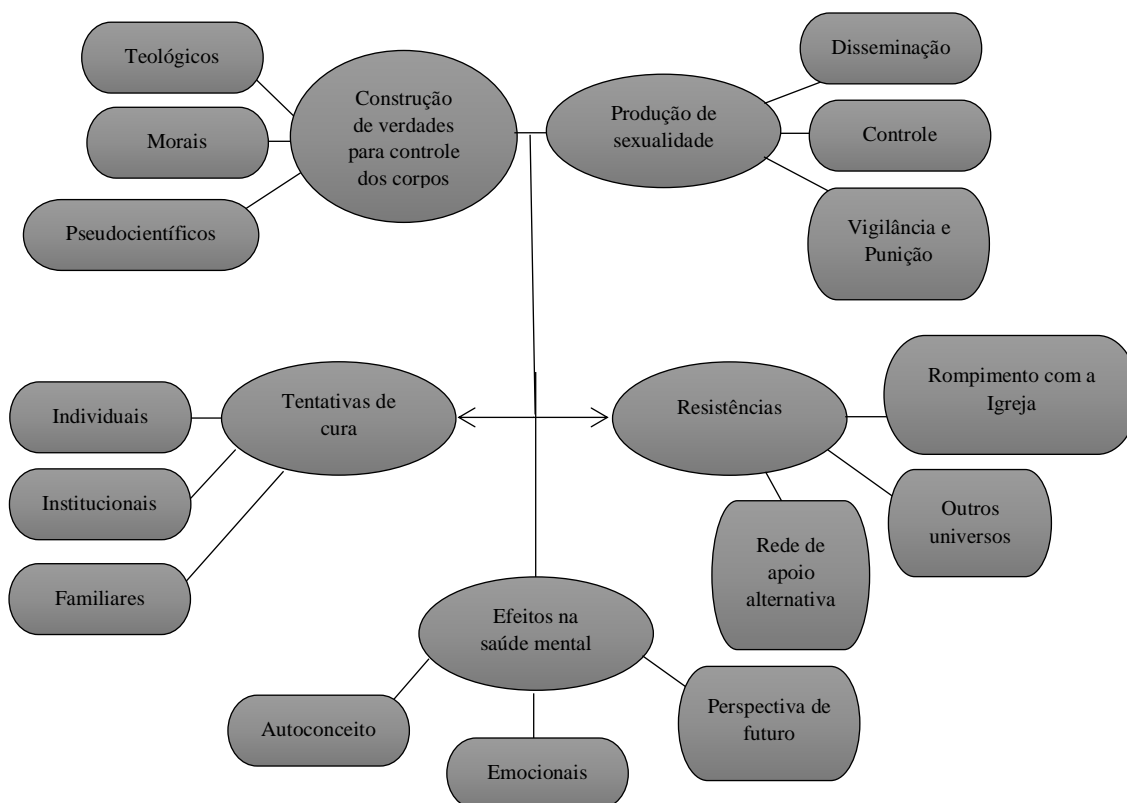 Teológicos
Morais
Pseudocientíficos
Construção
de verdades
para controle
dos corpos
Produção de
sexualidade
Disseminação
Controle
Vigilância e
Punição
Individuais
Institucionais
Familiares
Tentativas de
cura
Resistências
Rompimento com a
Igreja
Outros
universos
Rede de
apoio
alternativa
Efeitos na
saúde mental
Autoconceito
Emocionais
Perspectiva de
futuro